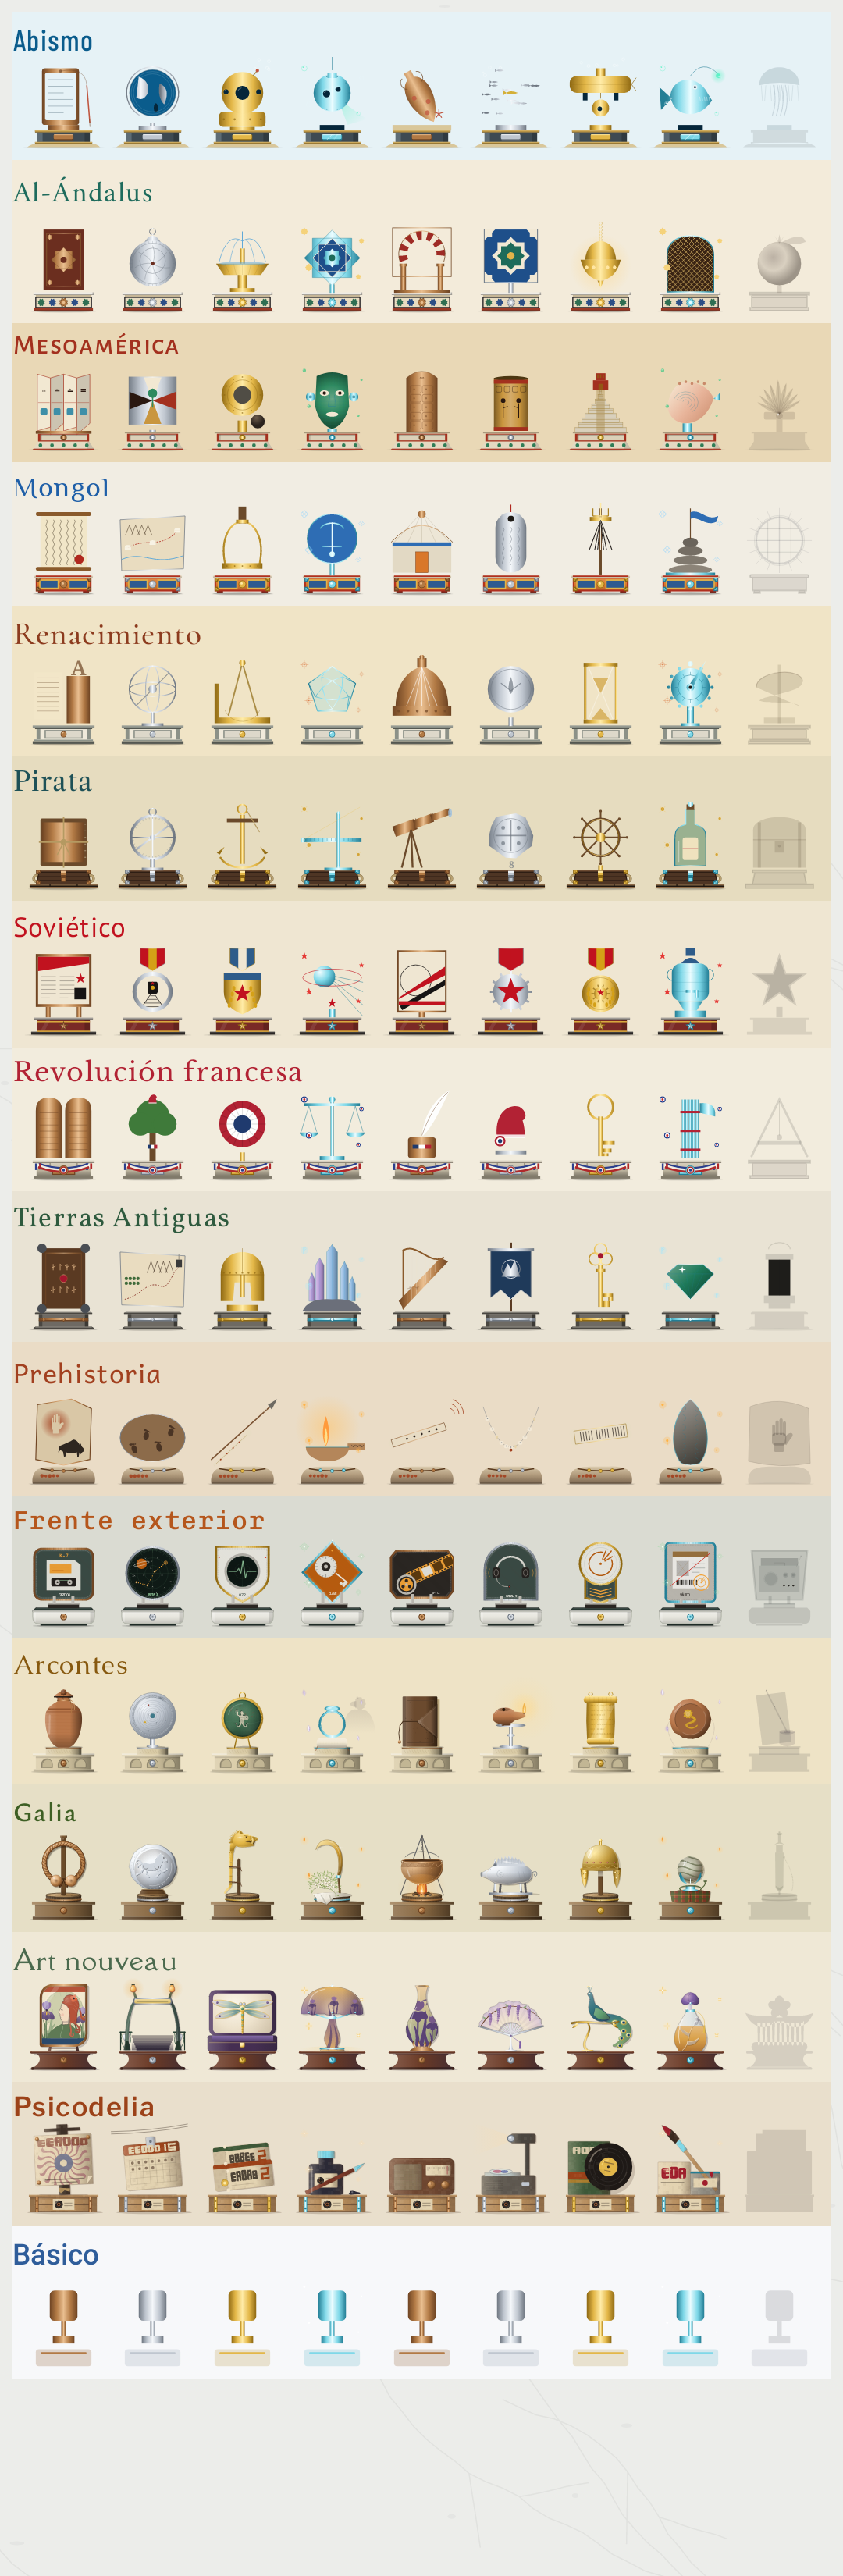 Abismo
Al-Ándalus
Mesoamérica
Mongol
Renacimiento
A
Pirata
8
Soviético
Revolución francesa
Tierras Antiguas
Prehistoria
Frente exterior
Arcontes
Galia
Art nouveau
Psicodelia
Básico